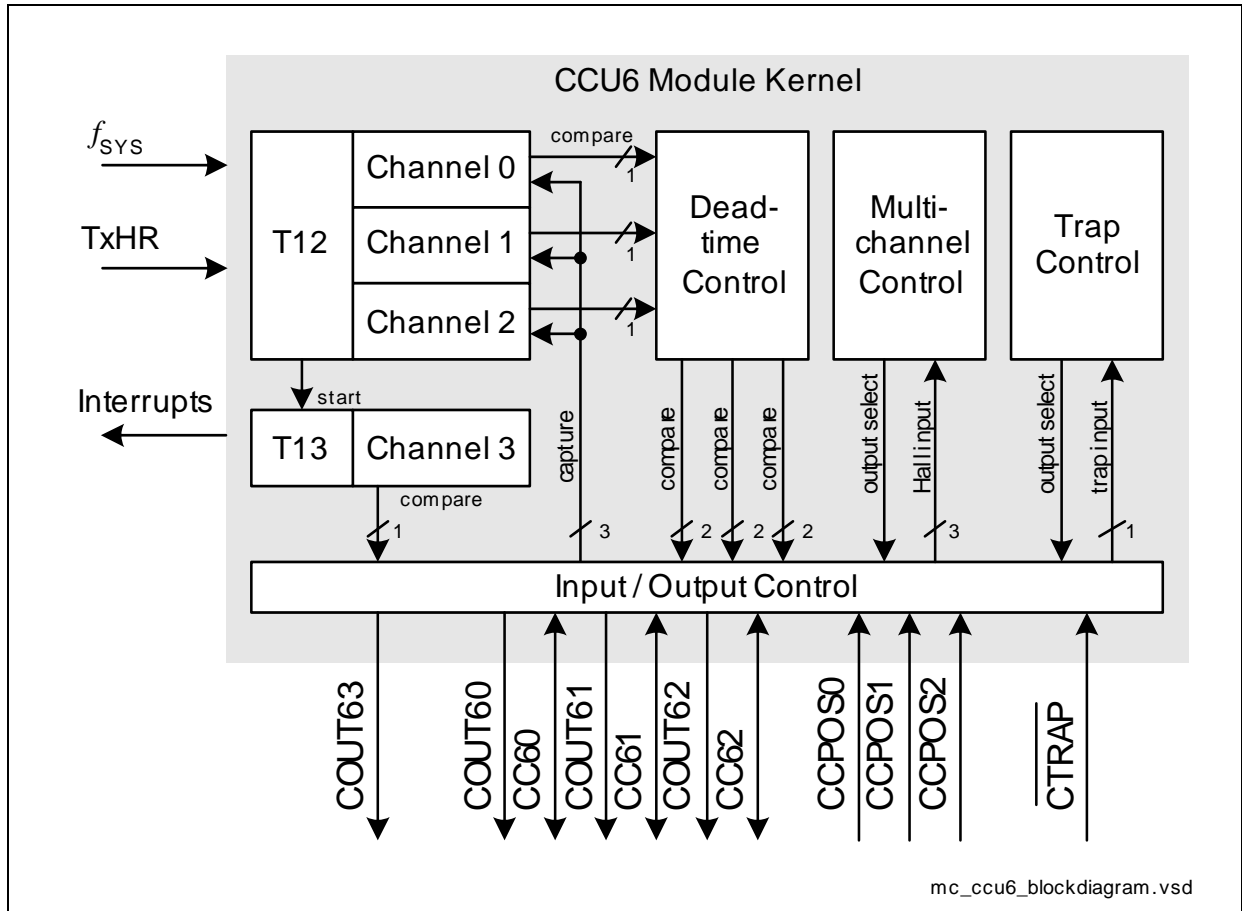 CCU6 Module Kernel
fSYS
TxHR
Interrupts
T12
Channel 0
Channel 1
Channel 2
compare
1
1
1
Dead-
time
Control
Multi-
channel
Control
Trap
Control
start
T13
Channel 3
compare
1
capture
3
compare
2
compare
2
compare
2
output select
Hall input
3
output select
trap input
1
Input / Output Control
COUT63
COUT60
CC60
COUT61
CC61
COUT62
CC62
CCPOS0
CCPOS1
CCPOS2
CTRAP
mc_ccu6_blockdiagram.vsd